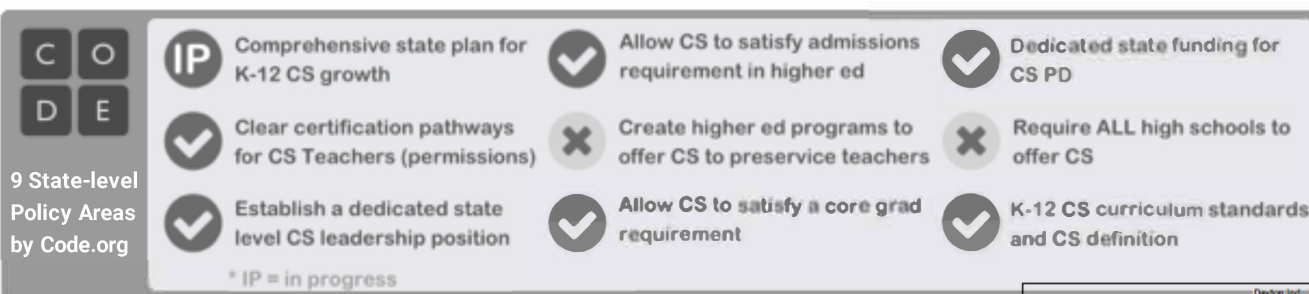 C O
D E
9 State-level
Policy Areas
by Code.org
IP
Comprehensive state plan for
K-12 CS growth
Clear certification pathways
for CS Teachers (permissions)
Establish a dedicated state
level CS leadership position
* IP = in progress
Allow CS to satisfy admissions
requirement in higher ed
Create higher ed programs to
offer CS to preservice teachers
Allow CS to satisfy a core grad
requirement
Dedicated state funding for
CS PD
Require ALL high schools to
offer CS
K-12 CS curriculum standards
and CS definition